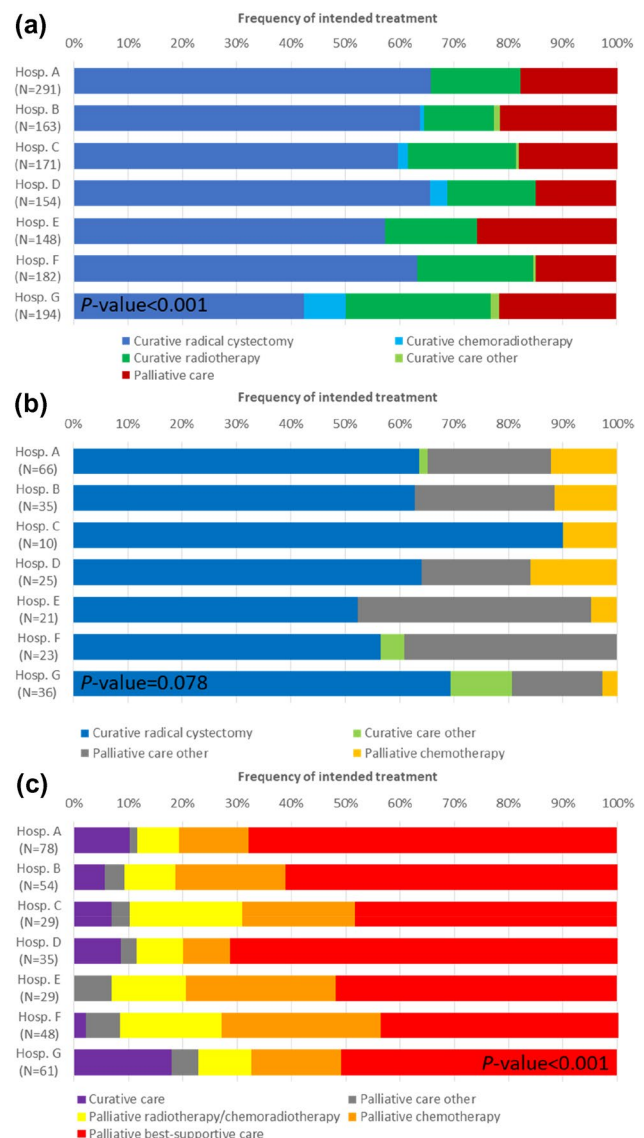 (a)
Frequency of intended treatment
0% 10% 20% 30% 40% 50% 60% 70% 80% 90% 100%
Hosp. A
(N=291)
Hosp. B
(N=163)
Hosp. C
(N=171)
Hosp. D
(N=154)
Hosp. E
(N=148)
Hosp. F
(N=182)
Hosp. G
(N=194)
P-value<0.001
Curative radical cystectomy
Curative chemoradiotherapy
Curative radiotherapy
Curative care other
Palliative care
(b)
Frequency of intended treatment
0% 10% 20% 30% 40% 50% 60% 70% 80% 90% 100%
Hosp. A
(N=66)
Hosp. B
(N=35)
Hosp. C
(N=10)
Hosp. D
(N=25)
Hosp. E
(N=21)
Hosp. F
(N=23)
Hosp. G
(N=36)
P-value=0.078
Curative radical cystectomy
Curative care other
Palliative care other
Palliative chemotherapy
(c)
Frequency of intended treatment
0% 10% 20% 30% 40% 50% 60% 70% 80% 90% 100%
Hosp. A
(N=78)
Hosp. B
(N=54)
Hosp. C
(N=29)
Hosp. D
(N=35)
Hosp. E
(N=29)
Hosp. F
(N=48)
Hosp. G
(N=61)
P-value<0.001
Curative care
Palliative care other
Palliative radiotherapy/chemoradiotherapy
Palliative chemotherapy
Palliative best-supportive care